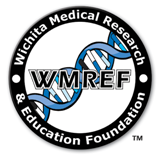 Wichita Medical Research
WMREF
& Education Foundation
TM